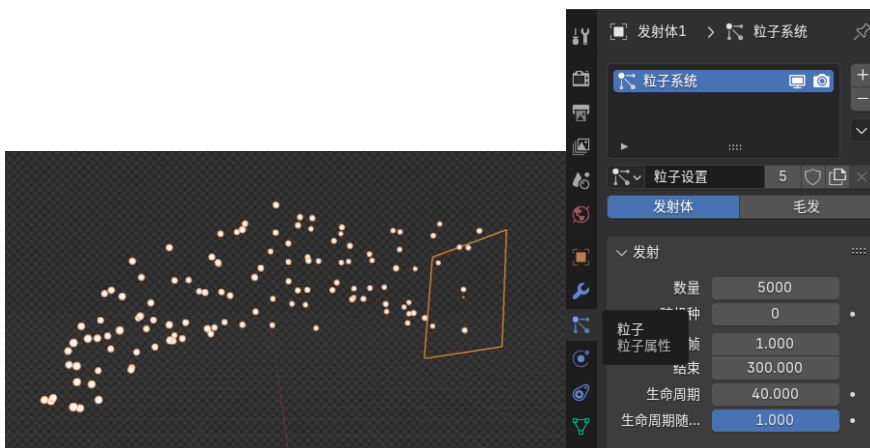 发射体1 > 粒子系统
粒子系统
粒子设置 5
发射体 毛发
发射
数量 5000
0
粒子
粒子属性
帧 1.000
结束 300.000
生命周期 40.000
生命周期随... 1.000